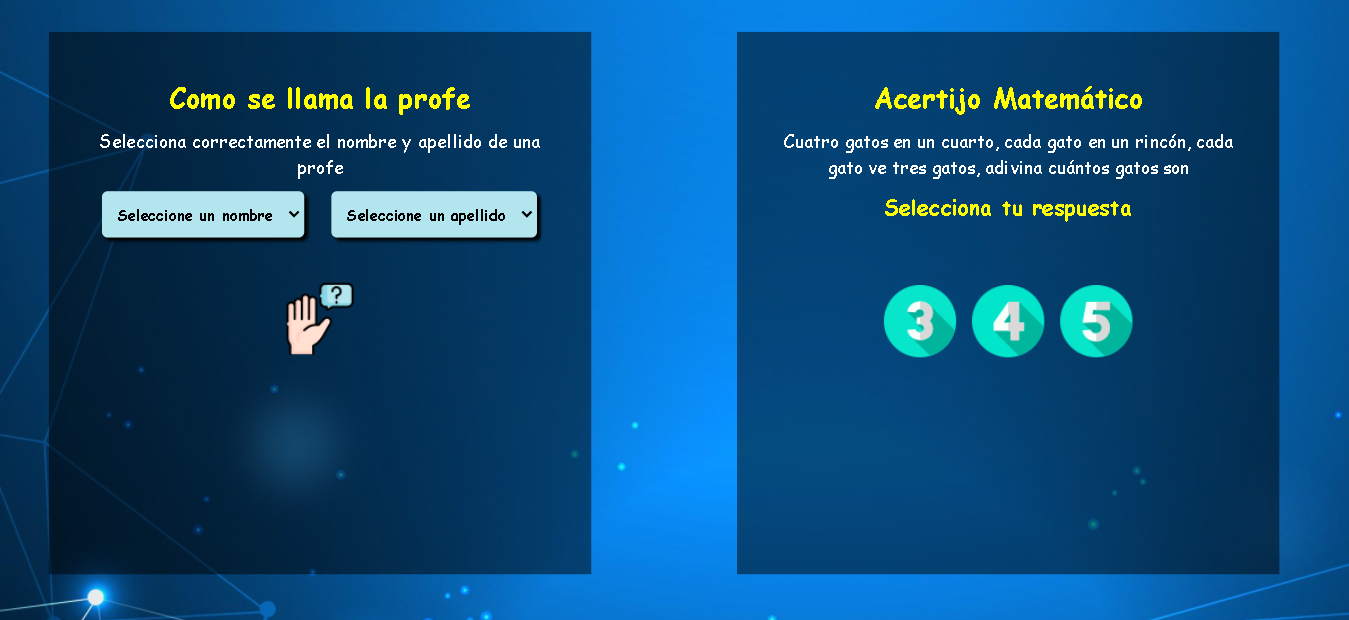 Como se llama la profe
Selecciona correctamente el nombre y apellido de una
profe
Seleccione un nombre
Seleccione un apellido
?
Acertijo Matemático
Cuatro gatos en un cuarto, cada gato en un rincón, cada
gato ve tres gatos, adivina cuántos gatos son
Selecciona tu respuesta
3 4 5